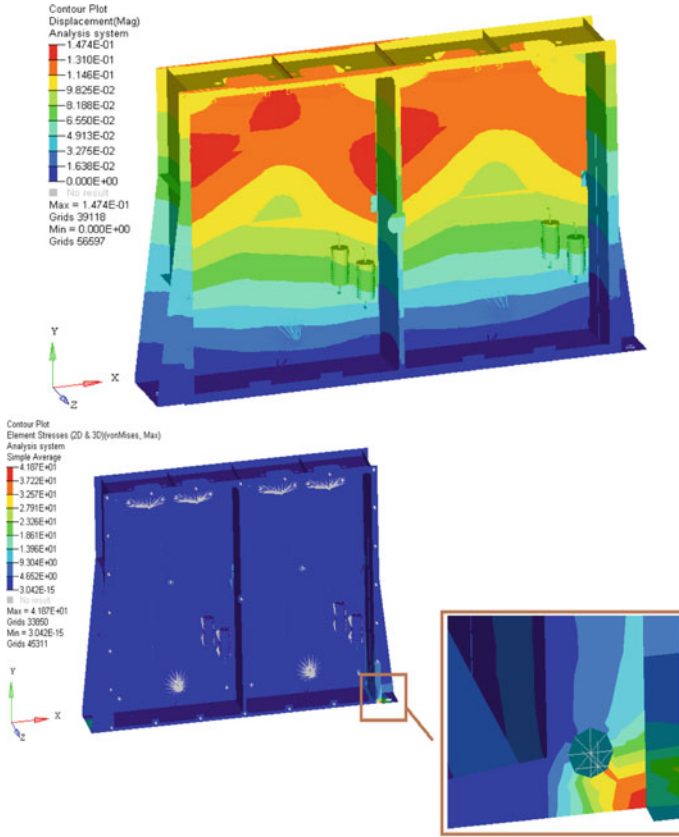 Contour Plot
Displacement(Mag)
Analysis system
1.474E-01
1.310E-01
1.146E-01
9.825E-02
8.188E-02
6.550E-02
4.913E-02
3.275E-02
1.638E-02
0.000E+00
No result
Max = 1.474E-01
Grids 39118
Min = 0.000E+00
Grids 56597
Y
X
Z
Contour Plot
Element Stresses (2D & 3D)(vonMises, Max)
Analysis system
Simple Average
4.187E+01
3.722E+01
3.257E+01
2.791E+01
2.326E+01
1.861E+01
1.396E+01
9.304E+00
4.652E+00
3.042E-15
No result
Max = 4.187E+01
Grids 33850
Min = 3.042E-15
Grids 45311
Y
X
Z